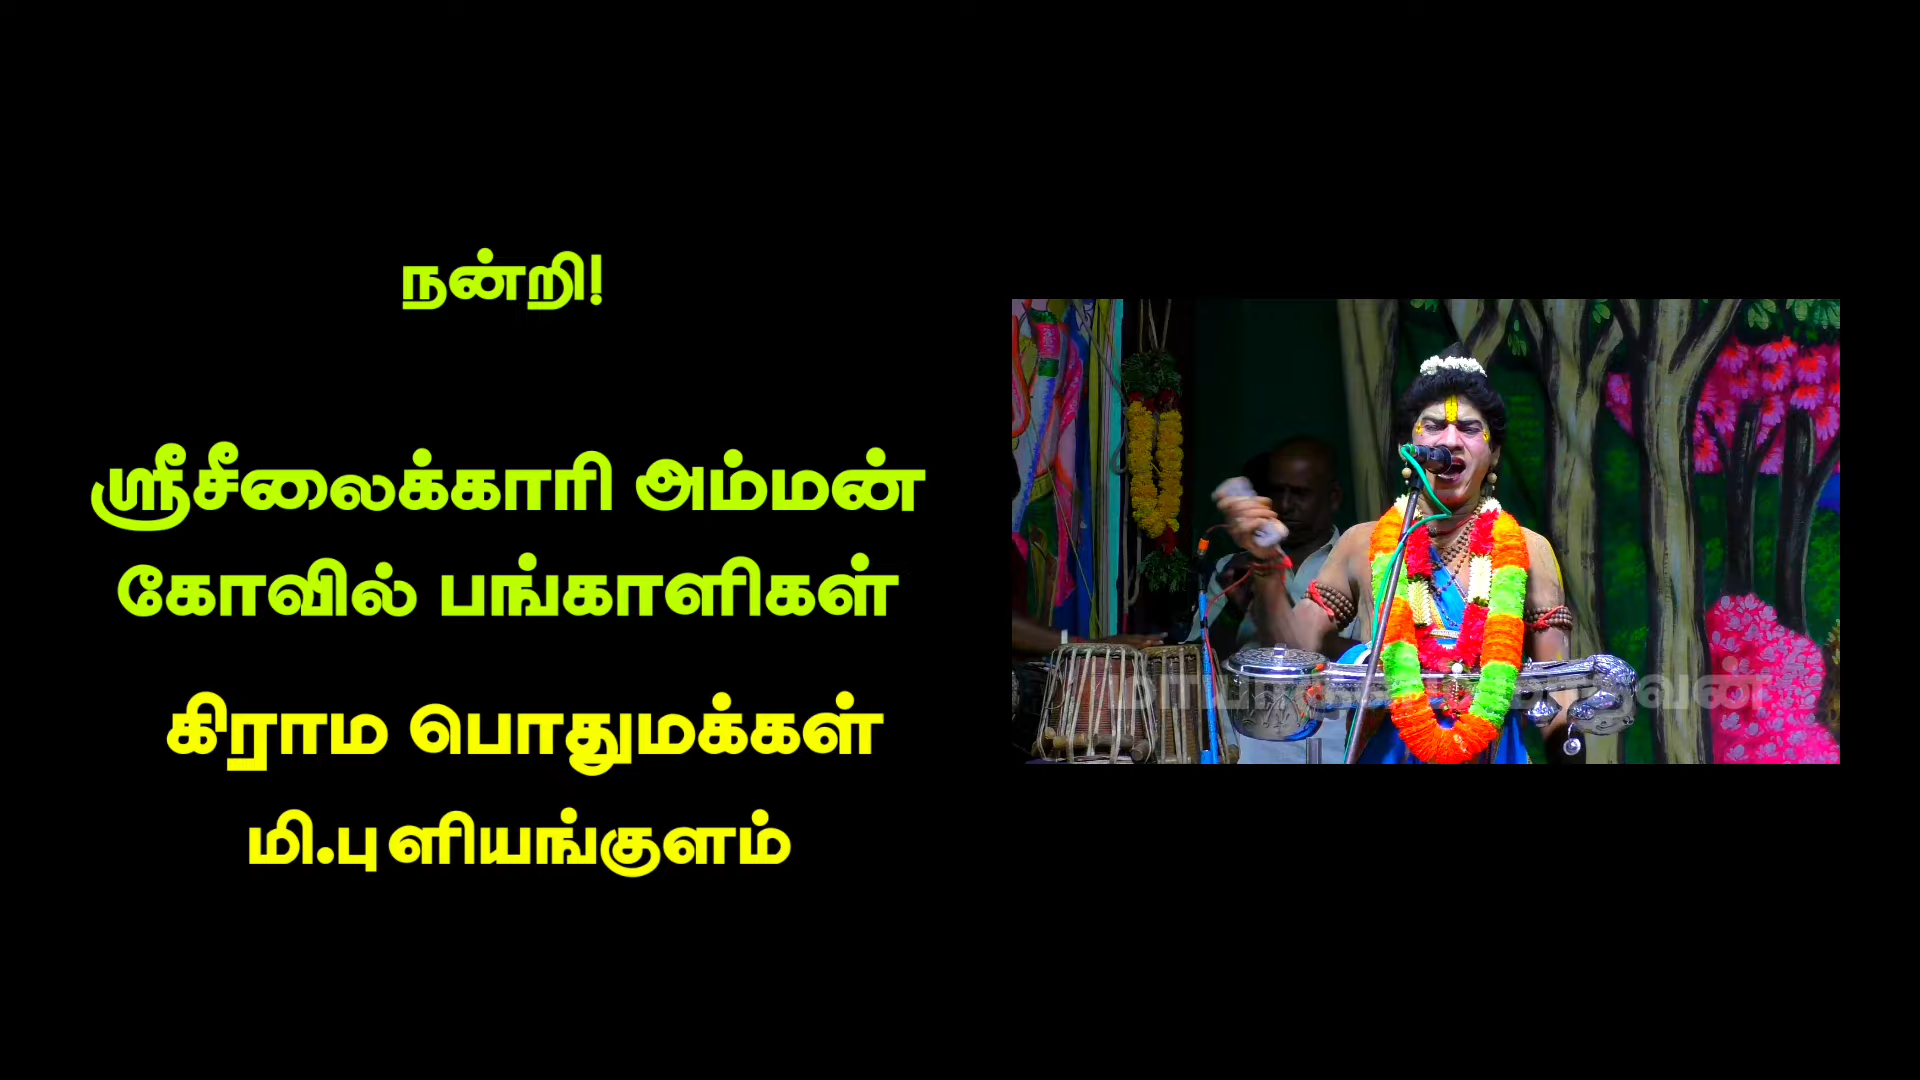 நன்றி!
ஸ்ரீசீலைக்காரி அம்மன்
கோவில் பங்காளிகள்
கிராம பொதுமக்கள்
மி.புளியங்குளம்